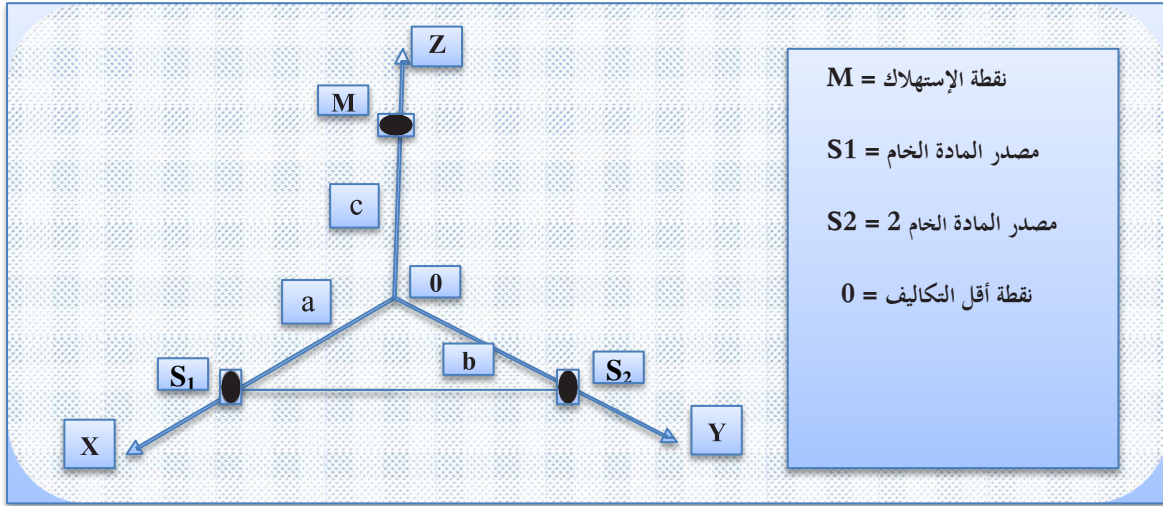 Z
M
c
0
a
b
S₁
S₂
X
Y
نقطة الإستهلاك = M
مصدر المادة الخام = S1
مصدر المادة الخام 2 = S2
نقطة أقل التكاليف = 0